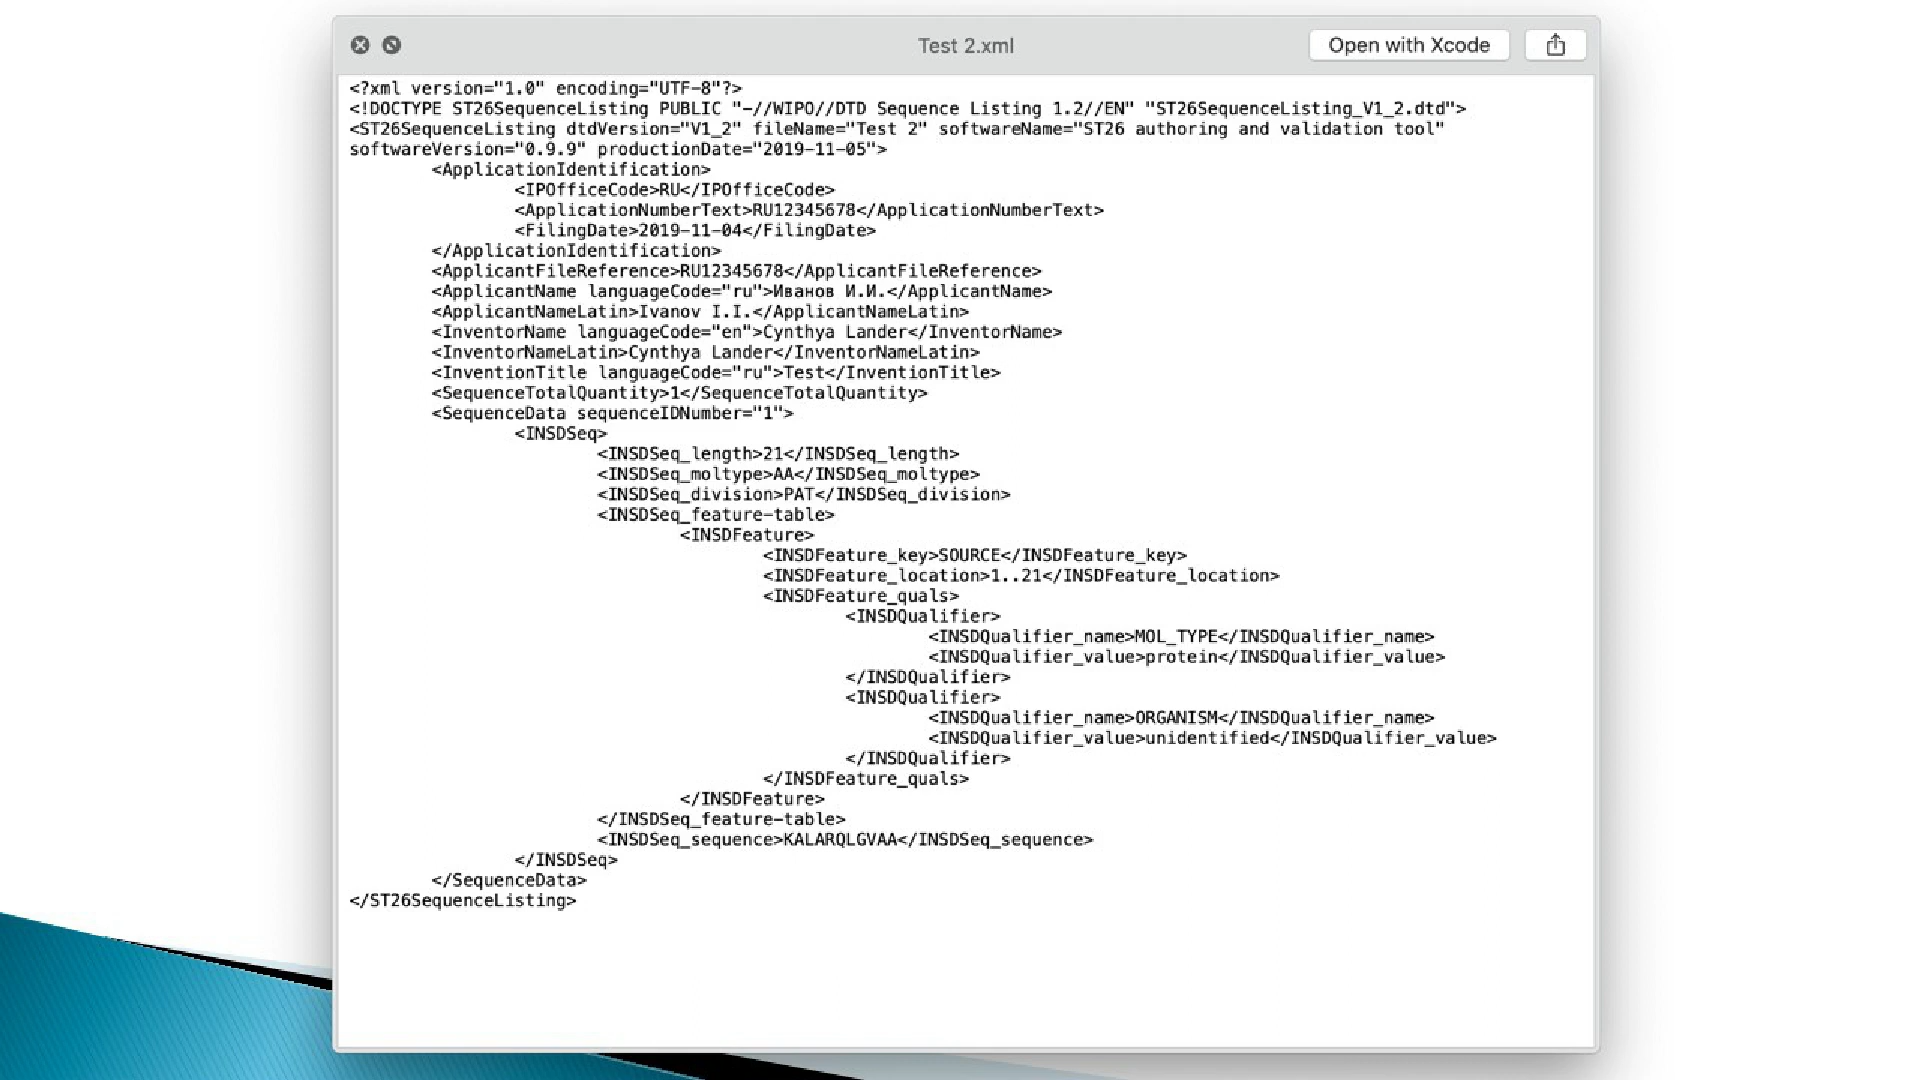 Test 2.xml
Open with Xcode
<?xml version="1.0" encoding="UTF-8"?>
<!DOCTYPE ST26SequenceListing PUBLIC "-//WIPO//DTD Sequence Listing 1.2//EN" "ST26SequenceListing_V1_2.dtd">
<ST26SequenceListing dtdVersion="V1_2" fileName="Test 2" softwareName="ST26 authoring and validation tool"
softwareVersion="0.9.9" productionDate="2019-11-05">
<ApplicationIdentification>
<IPOfficeCode>RU</IPOfficeCode>
<ApplicationNumberText>RU12345678</ApplicationNumberText>
<FilingDate>2019-11-04</FilingDate>
</ApplicationIdentification>
<ApplicantFileReference>RU12345678</ApplicantFileReference>
<ApplicantName languageCode="ru">Иванов И.И.</ApplicantName>
<ApplicantNameLatin>Ivanov I.I.</ApplicantNameLatin>
<InventorName languageCode="en">Cynthya Lander</InventorName>
<InventorNameLatin>Cynthya Lander</InventorNameLatin>
<InventionTitle languageCode="ru">Test</InventionTitle>
<SequenceTotalQuantity>1</SequenceTotalQuantity>
<SequenceData sequenceIDNumber="1">
<INSDSeq>
<INSDSeq_length>21</INSDSeq_length>
<INSDSeq_moltype>AA</INSDSeq_moltype>
<INSDSeq_division>PAT</INSDSeq_division>
<INSDSeq_feature-table>
<INSDFeature>
<INSDFeature_key>SOURCE</INSDFeature_key>
<INSDFeature_location>1..21</INSDFeature_location>
<INSDFeature_quals>
<INSDQualifier>
<INSDQualifier_name>MOL_TYPE</INSDQualifier_name>
<INSDQualifier_value>protein</INSDQualifier_value>
</INSDQualifier>
<INSDQualifier>
<INSDQualifier_name>ORGANISM</INSDQualifier_name>
<INSDQualifier_value>unidentified</INSDQualifier_value>
</INSDQualifier>
</INSDFeature_quals>
</INSDFeature>
</INSDSeq_feature-table>
<INSDSeq_sequence>KALARQLGVAA</INSDSeq_sequence>
</INSDSeq>
</SequenceData>
</ST26SequenceListing>